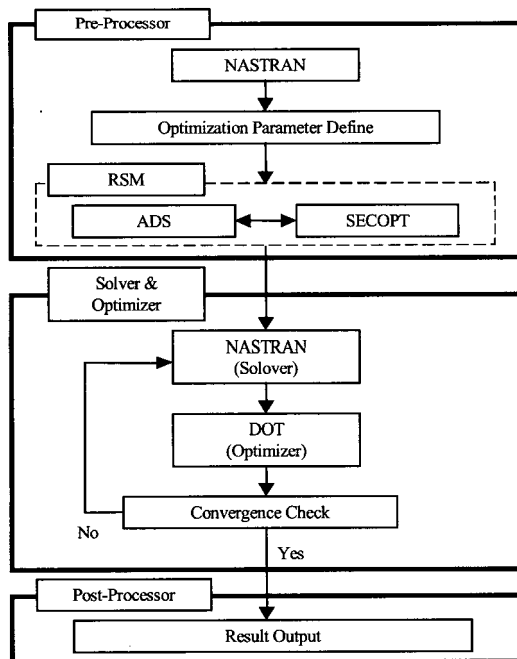 Pre-Processor
NASTRAN
Optimization Parameter Define
RSM
ADS
SECOPT
Solver &
Optimizer
NASTRAN
(Solover)
DOT
(Optimizer)
Convergence Check
No
Yes
Post-Processor
Result Output